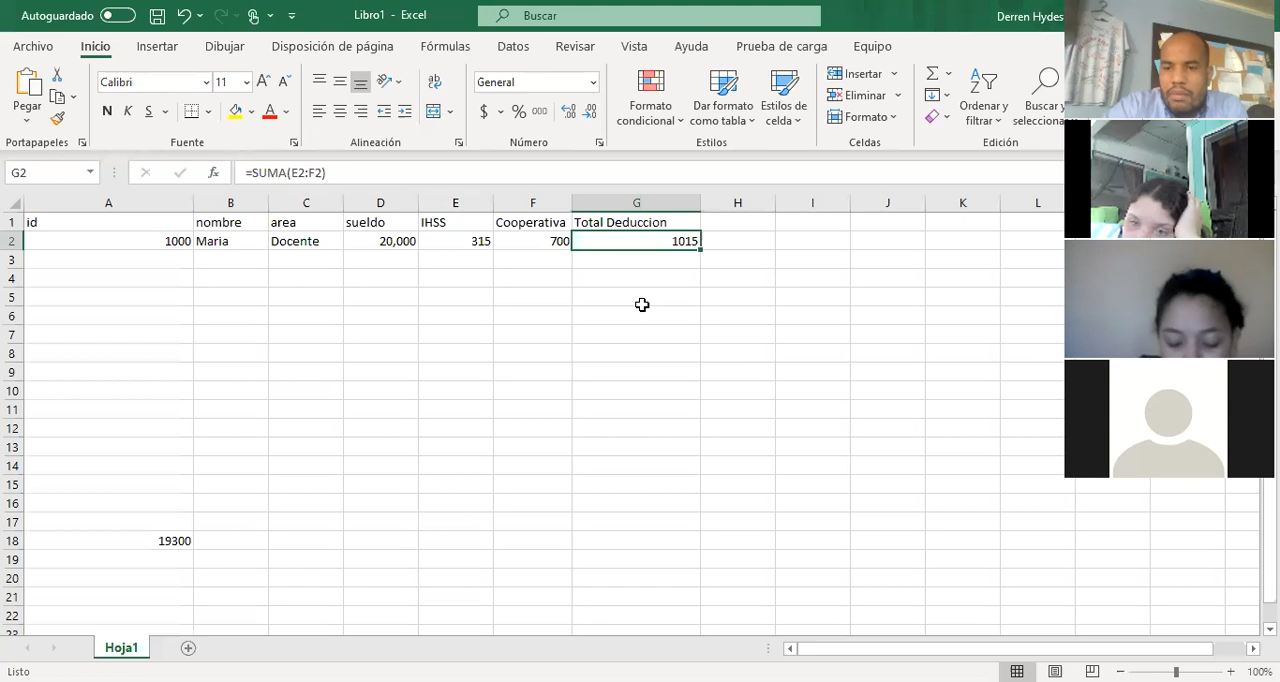 Autoguardado
Libro1 - Excel
Buscar
Derren Hydes
Archivo Inicio Insertar Dibujar Disposición de página Fórmulas Datos Revisar Vista Ayuda Prueba de carga Equipo
Pegar
Calibri 11
N K S
General
$ % 000
Formato condicional
Dar formato como tabla
Estilos de celda
Insertar
Eliminar
Formato
Ordenar y filtrar
Buscar y
selecciona
Portapapeles Fuente Alineación Número Estilos Celdas Edición
G2 fx =SUMA(E2:F2)
A B C D E F G H I J K L
1 id nombre area sueldo IHSS Cooperativa Total Deduccion
2 1000 Maria Docente 20,000 315 700 1015
3
4
5
6
7
8
9
10
11
12
13
14
15
16
17
18 19300
19
20
21
22
23
Hoja1
Listo
100%